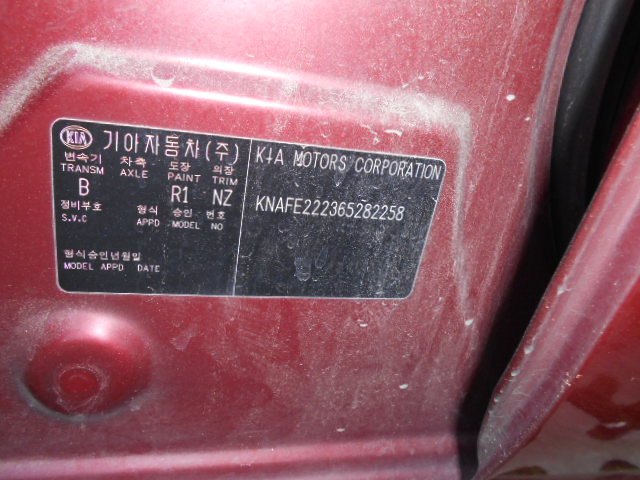 KIA 기아자동차(주)
변속기 차축 도장 의장
TRANSM AXLE PAINT TRIM
B R1 NZ
정비부호 형식 승인 번호
S.V.C APPD MODEL NO
형식승인년월일
MODEL APPD DATE
KIA MOTORS CORPORATION
KNAFE222365282258